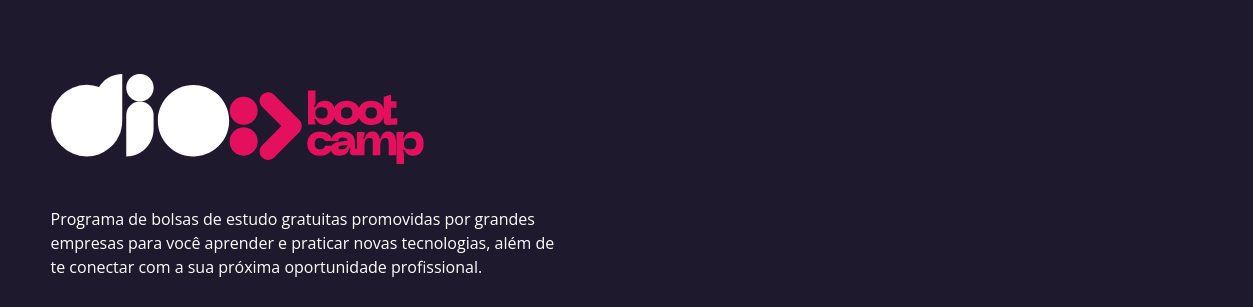 dio
boot
camp
Programa de bolsas de estudo gratuitas promovidas por grandes
empresas para você aprender e praticar novas tecnologias, além de
te conectar com a sua próxima oportunidade profissional.